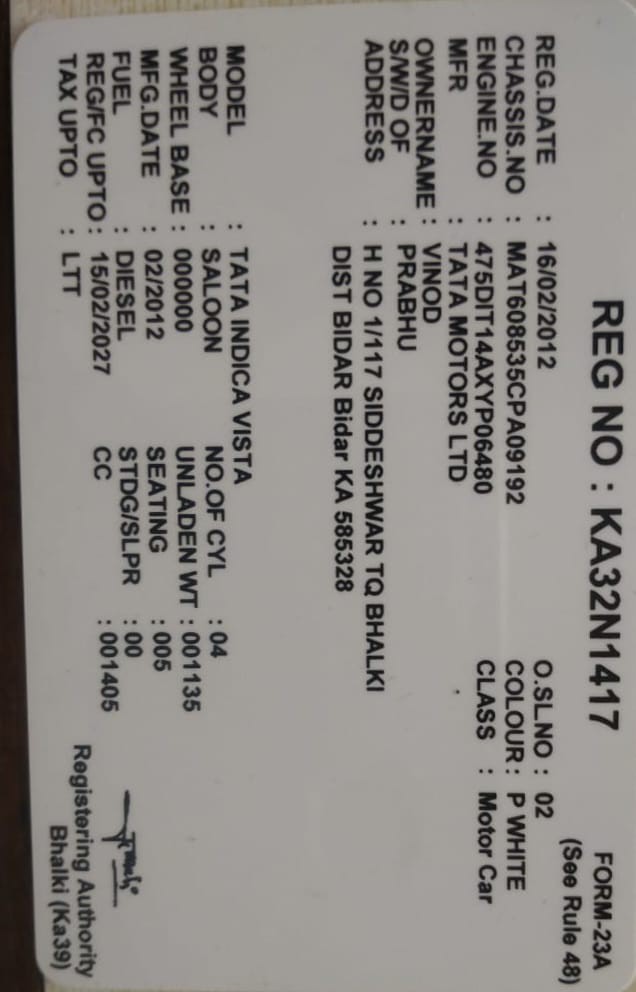 FORM-23A
(See Rule 48)
REG NO : KA32N1417
REG.DATE : 16/02/2012 O.SL.NO : 02
CHASSIS.NO : MAT608535CPA09192 COLOUR : P WHITE
ENGINE.NO : 475DIT14AXYP06480 CLASS : Motor Car
MFR : TATA MOTORS LTD
OWNERNAME : VINOD
S/W/D OF : PRABHU
ADDRESS : H NO 1/117 SIDDESHWAR TQ BHALKI
DIST BIDAR Bidar KA 585328
MODEL : TATA INDICA VISTA
BODY : SALOON NO.OF CYL : 04
WHEEL BASE : 000000 UNLADEN WT : 001135
MFG.DATE : 02/2012 SEATING : 005
FUEL : DIESEL STDG/SLPR : 00
REG/FC UPTO : 15/02/2027 CC : 001405
TAX UPTO : LTT
Registering Authority
Bhalki (Ka39)